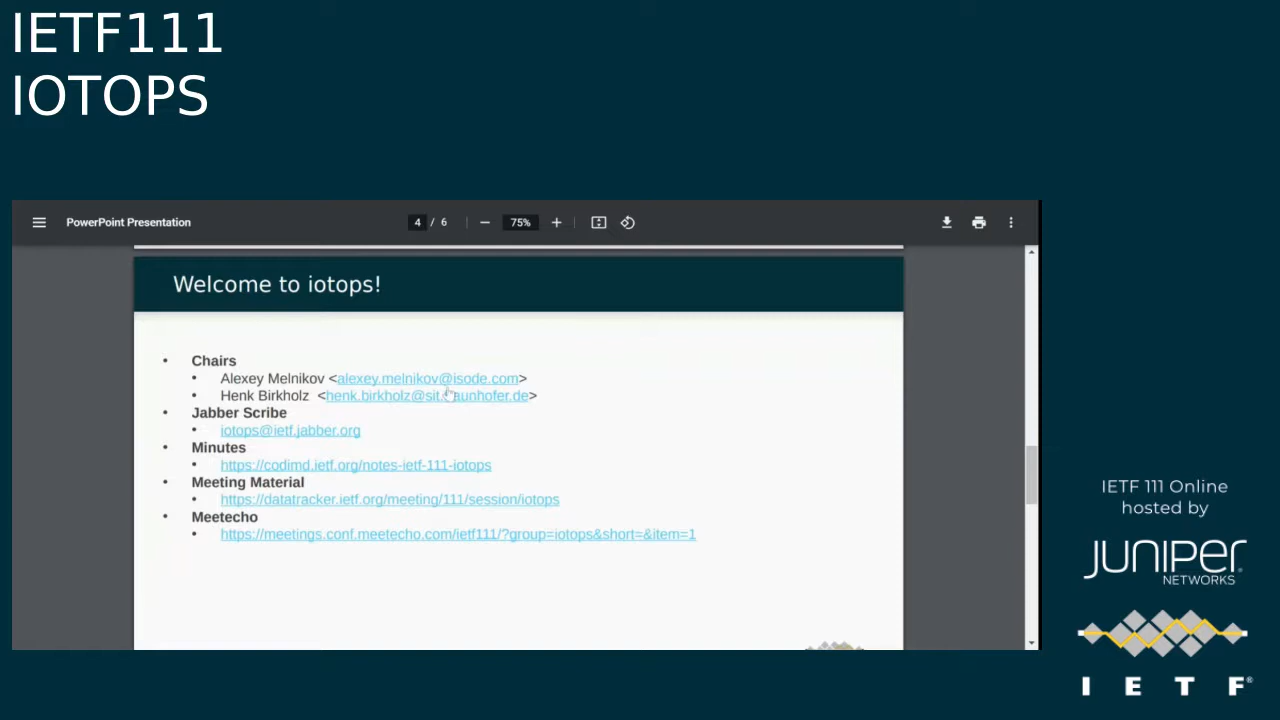 IETF111
IOTOPS
PowerPoint Presentation
4 / 6
75%
Welcome to iotops!
• Chairs
• Alexey Melnikov <alexey.melnikov@isode.com>
• Henk Birkholz <henk.birkholz@sit.fraunhofer.de>
• Jabber Scribe
• iotops@ietf.jabber.org
• Minutes
• https://codimd.ietf.org/notes-ietf-111-iotops
• Meeting Material
• https://datatracker.ietf.org/meeting/111/session/iotops
• Meetecho
• https://meetings.conf.meetecho.com/ietf111/?group=iotops&short=&item=1
IETF 111 Online
hosted by
JUNIPER
NETWORKS
I E T F®